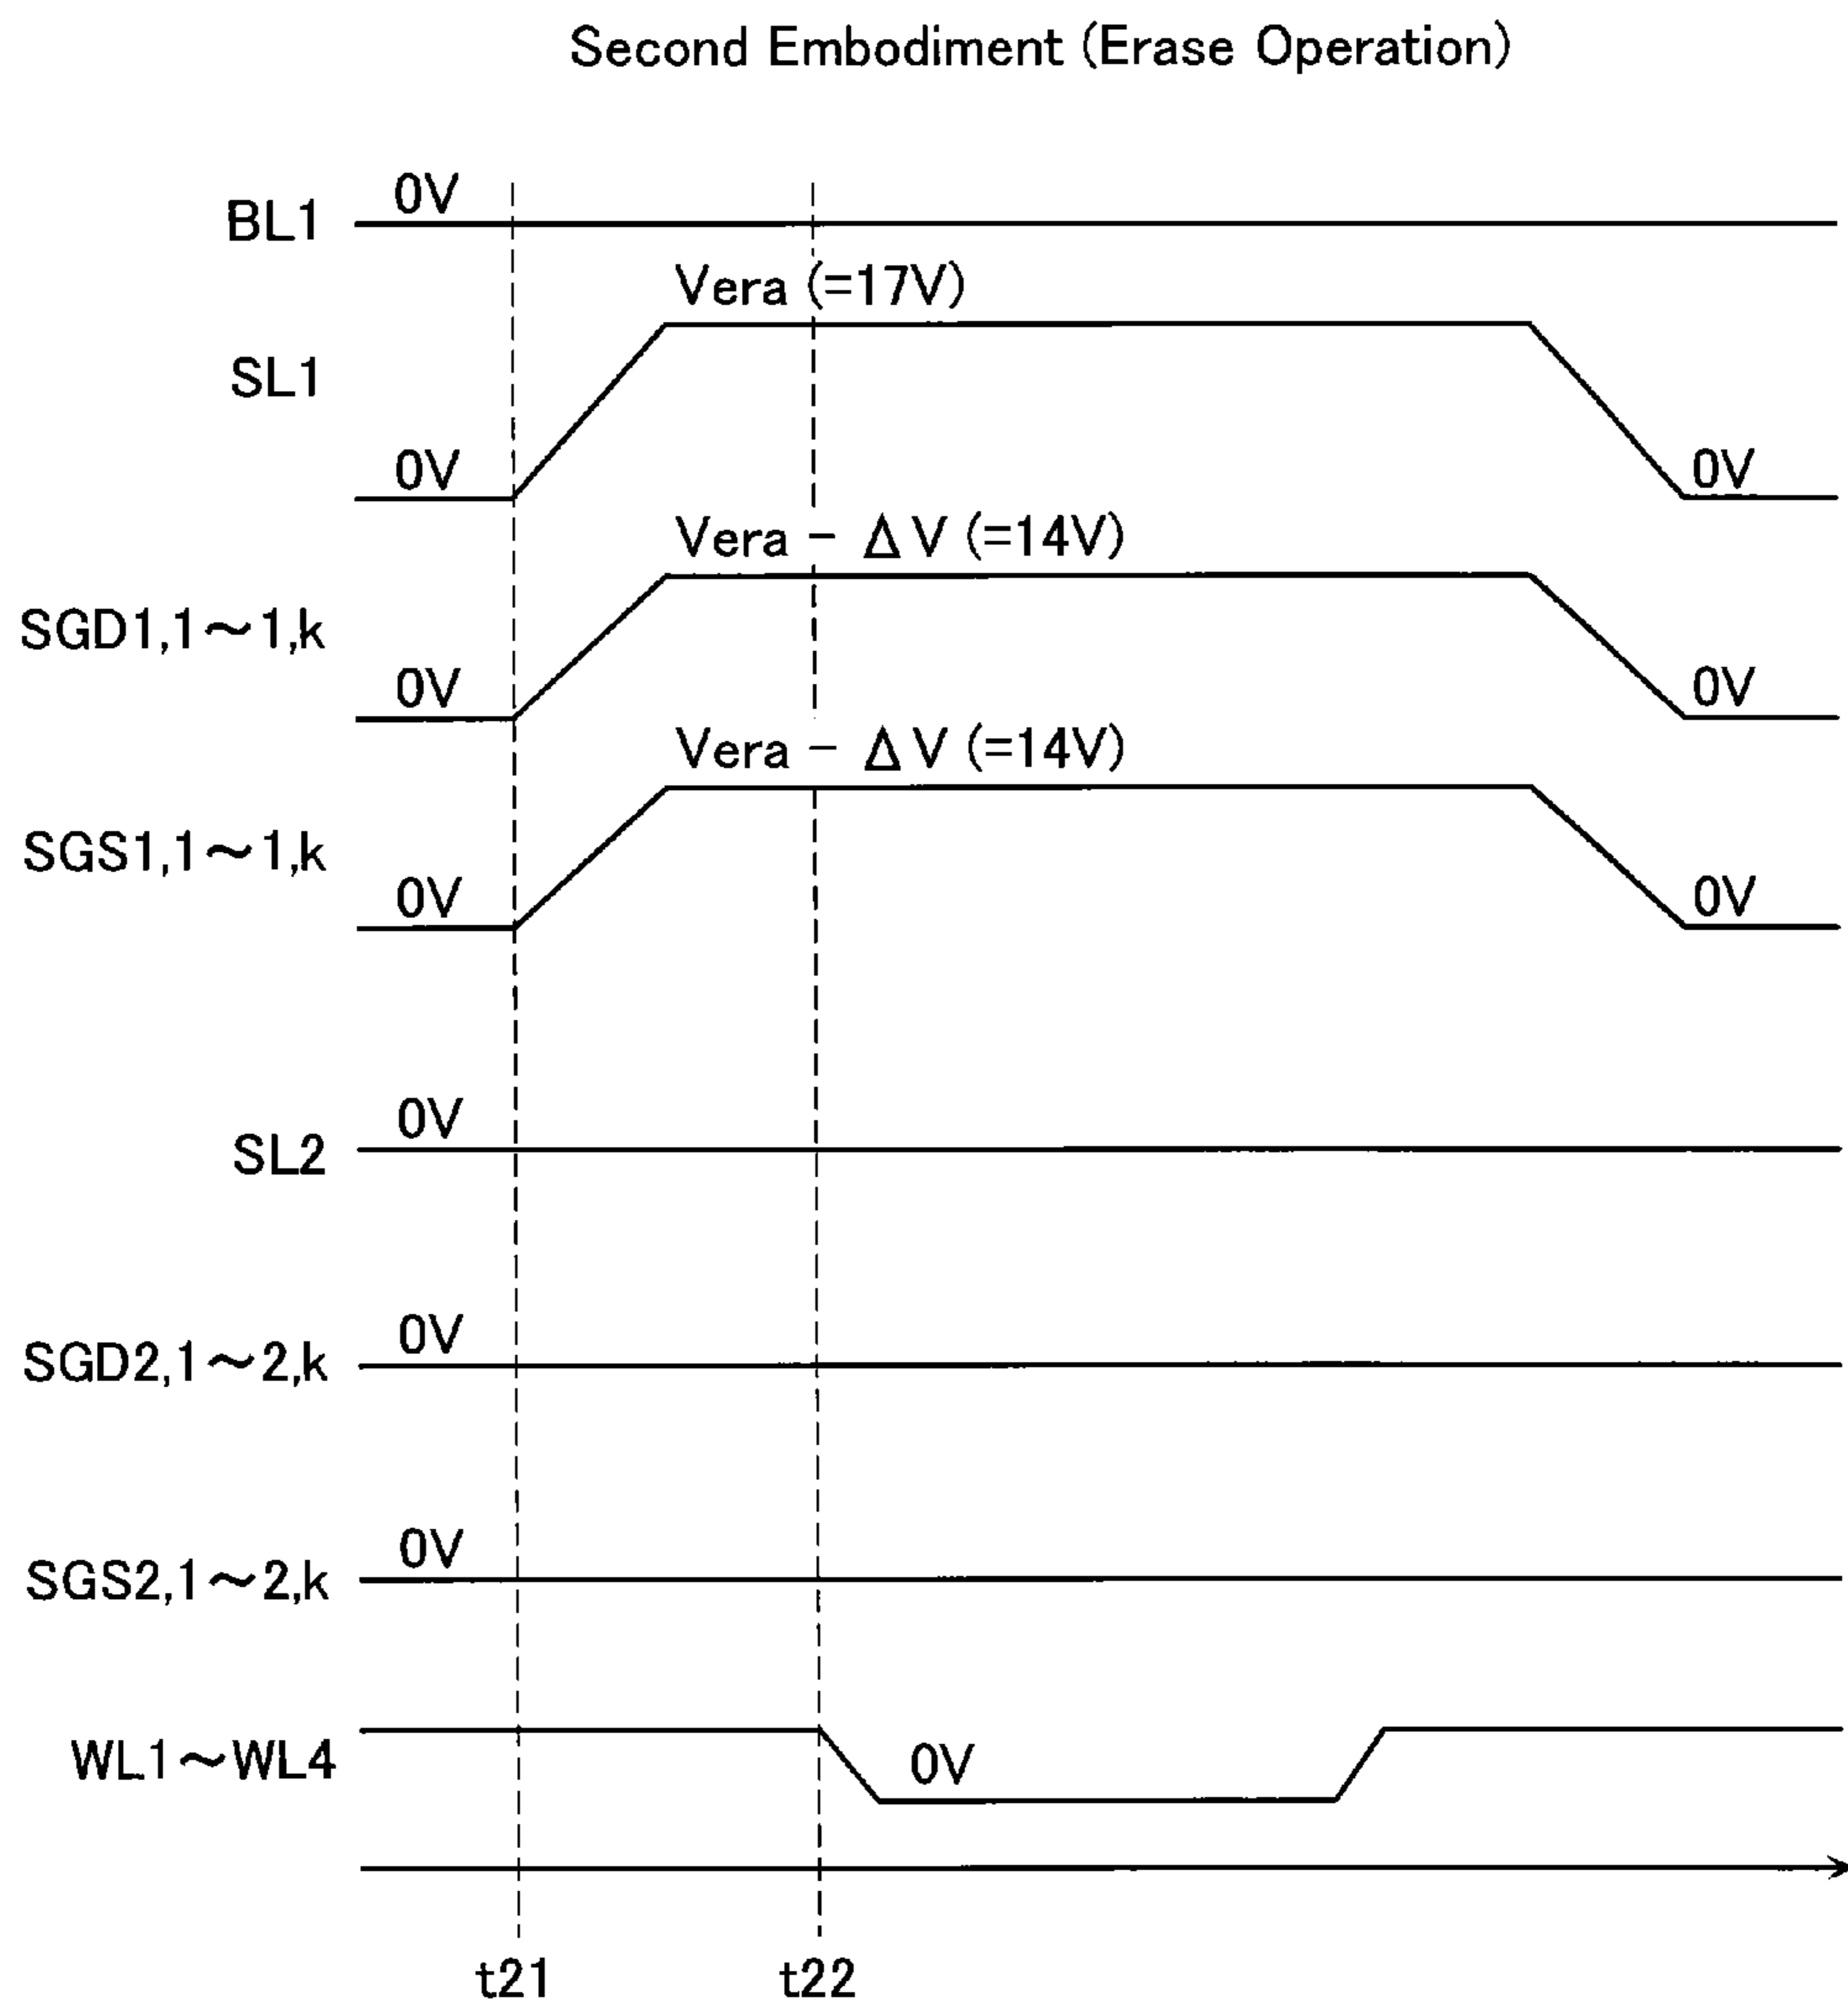 Second Embodiment (Erase Operation)
BL1
0V
Vera (=17V)
SL1
0V
0V
Vera - ΔV (=14V)
SGD1,1~1,k
0V
0V
Vera - ΔV (=14V)
SGS1,1~1,k
0V
0V
SL2
0V
SGD2,1~2,k
0V
SGS2,1~2,k
0V
WL1~WL4
0V
t21
t22